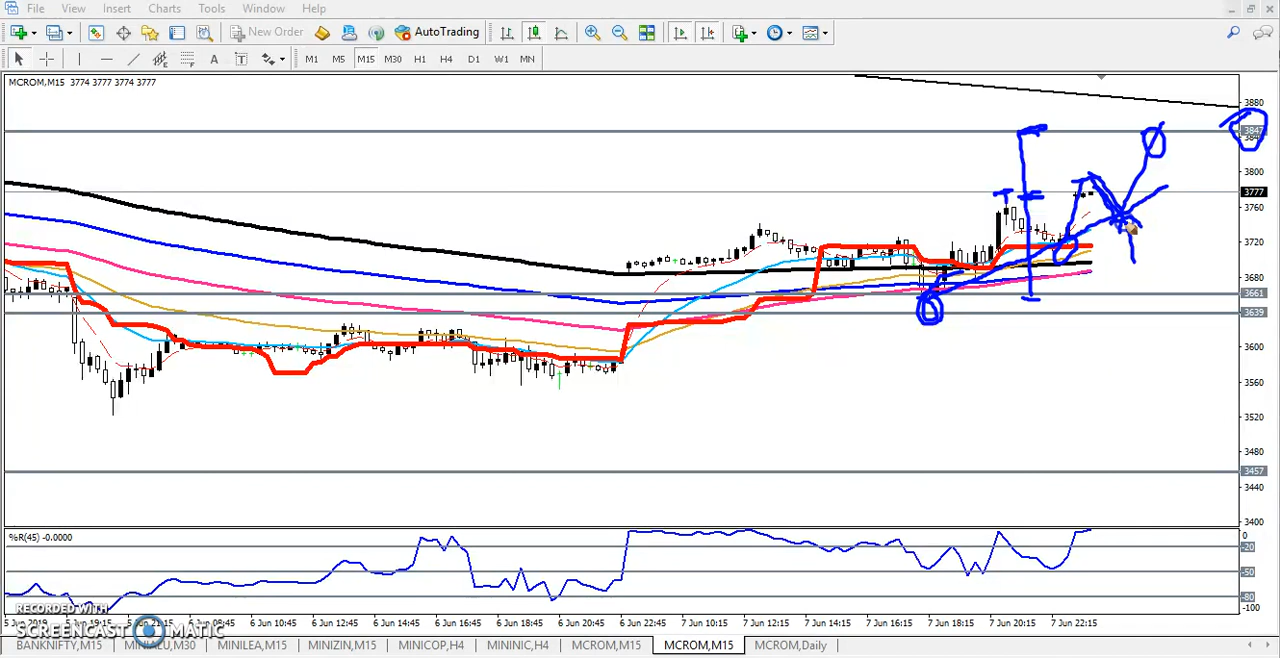 File View Insert Charts Tools Window Help
New Order AutoTrading
A T M1 M5 M15 M30 H1 H4 D1 W1 MN
MCROM,M15 3774 3777 3774 3777
3880
3800
3777
3760
3720
3680
3661
3639
3600
3560
3520
3480
3457
3440
3400
%R(45) -0.0000
0
-20
-50
-80
-100
RECORDED WITH
SCREENCAST MATIC
6 Jun 10:45 6 Jun 12:45 6 Jun 14:45 6 Jun 16:45 6 Jun 18:45 6 Jun 20:45 6 Jun 22:45 7 Jun 10:15 7 Jun 12:15 7 Jun 14:15 7 Jun 16:15 7 Jun 18:15 7 Jun 20:15 7 Jun 22:15
BANKNIFTY,M15 MINIALU,M30 MINILEA,M15 MINIZIN,M15 MINICOP,H4 MININIC,H4 MCROM,M15 MCROM,M15 MCROM,Daily